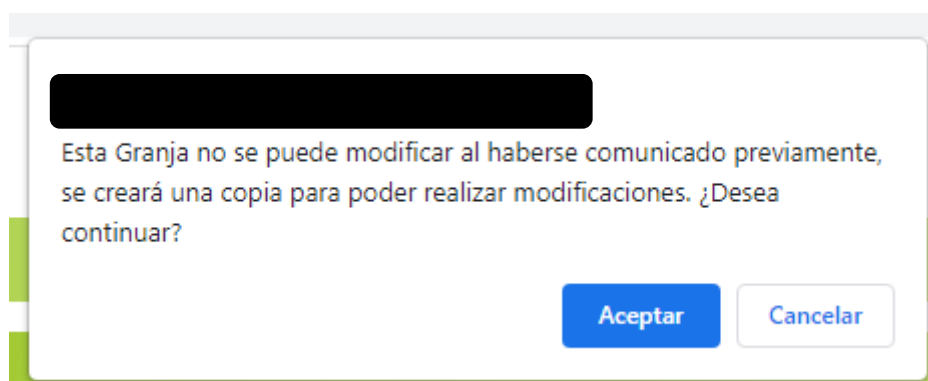 Esta Granja no se puede modificar al haberse comunicado previamente,
se creará una copia para poder realizar modificaciones. ¿Desea
continuar?
Aceptar
Cancelar